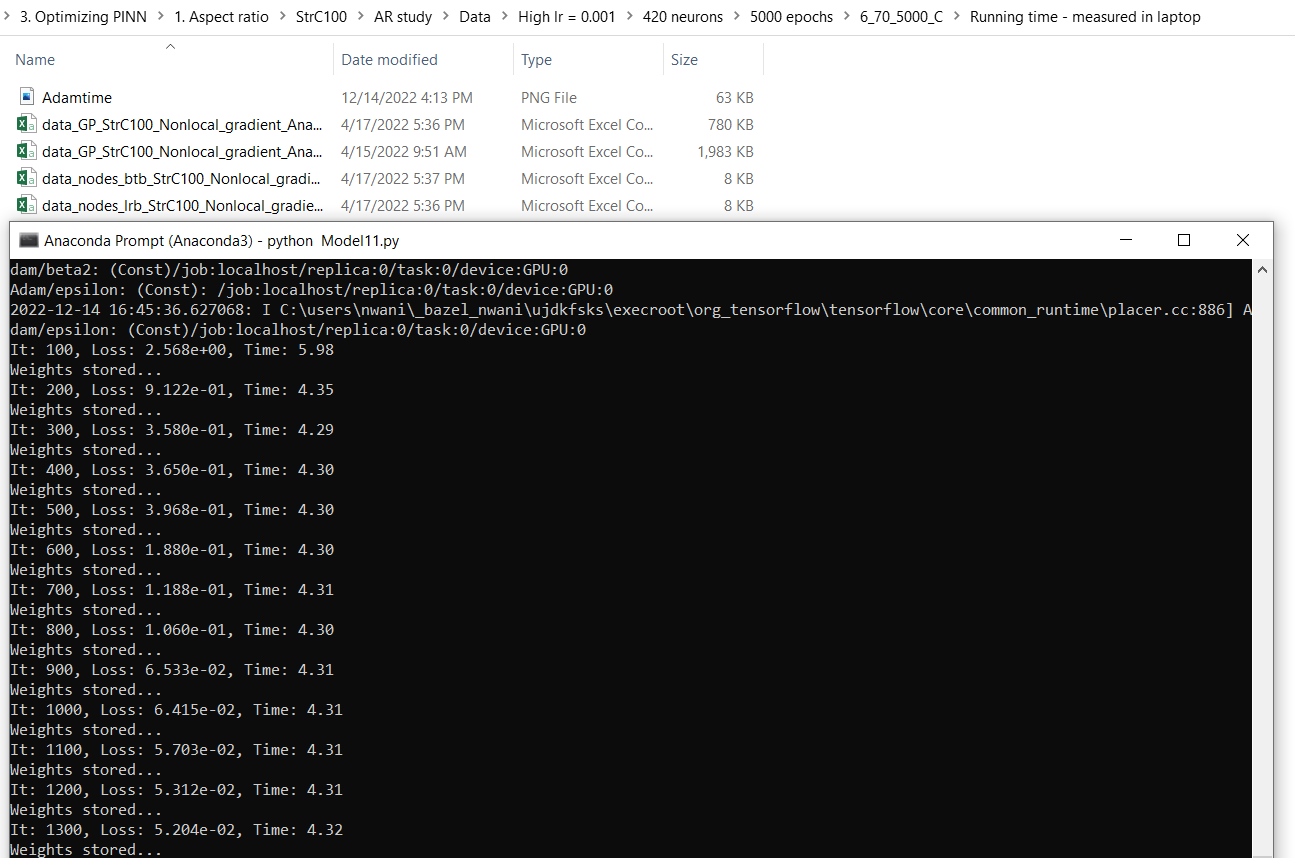 3. Optimizing PINN > 1. Aspect ratio > StrC100 > AR study > Data > High lr = 0.001 > 420 neurons > 5000 epochs > 6_70_5000_C > Running time - measured in laptop
Name Date modified Type Size
Adamtime 12/14/2022 4:13 PM PNG File 63 KB
data_GP_StrC100_Nonlocal_gradient_Ana... 4/17/2022 5:36 PM Microsoft Excel Co... 780 KB
data_GP_StrC100_Nonlocal_gradient_Ana... 4/15/2022 9:51 AM Microsoft Excel Co... 1,983 KB
data_nodes_btb_StrC100_Nonlocal_gradi... 4/17/2022 5:37 PM Microsoft Excel Co... 8 KB
data_nodes_lrb_StrC100_Nonlocal_gradie... 4/17/2022 5:36 PM Microsoft Excel Co... 8 KB
Anaconda Prompt (Anaconda3) - python  Model11.py
dam/beta2: (Const)/job:localhost/replica:0/task:0/device:GPU:0
Adam/epsilon: (Const): /job:localhost/replica:0/task:0/device:GPU:0
2022-12-14 16:45:36.627068: I C:\users\nwani\_bazel_nwani\ujdkfsks\execroot\org_tensorflow\tensorflow\core\common_runtime\placer.cc:886] A
dam/epsilon: (Const)/job:localhost/replica:0/task:0/device:GPU:0
It: 100, Loss: 2.568e+00, Time: 5.98
Weights stored...
It: 200, Loss: 9.122e-01, Time: 4.35
Weights stored...
It: 300, Loss: 3.580e-01, Time: 4.29
Weights stored...
It: 400, Loss: 3.650e-01, Time: 4.30
Weights stored...
It: 500, Loss: 3.968e-01, Time: 4.30
Weights stored...
It: 600, Loss: 1.880e-01, Time: 4.30
Weights stored...
It: 700, Loss: 1.188e-01, Time: 4.31
Weights stored...
It: 800, Loss: 1.060e-01, Time: 4.30
Weights stored...
It: 900, Loss: 6.533e-02, Time: 4.31
Weights stored...
It: 1000, Loss: 6.415e-02, Time: 4.31
Weights stored...
It: 1100, Loss: 5.703e-02, Time: 4.31
Weights stored...
It: 1200, Loss: 5.312e-02, Time: 4.31
Weights stored...
It: 1300, Loss: 5.204e-02, Time: 4.32
Weights stored...